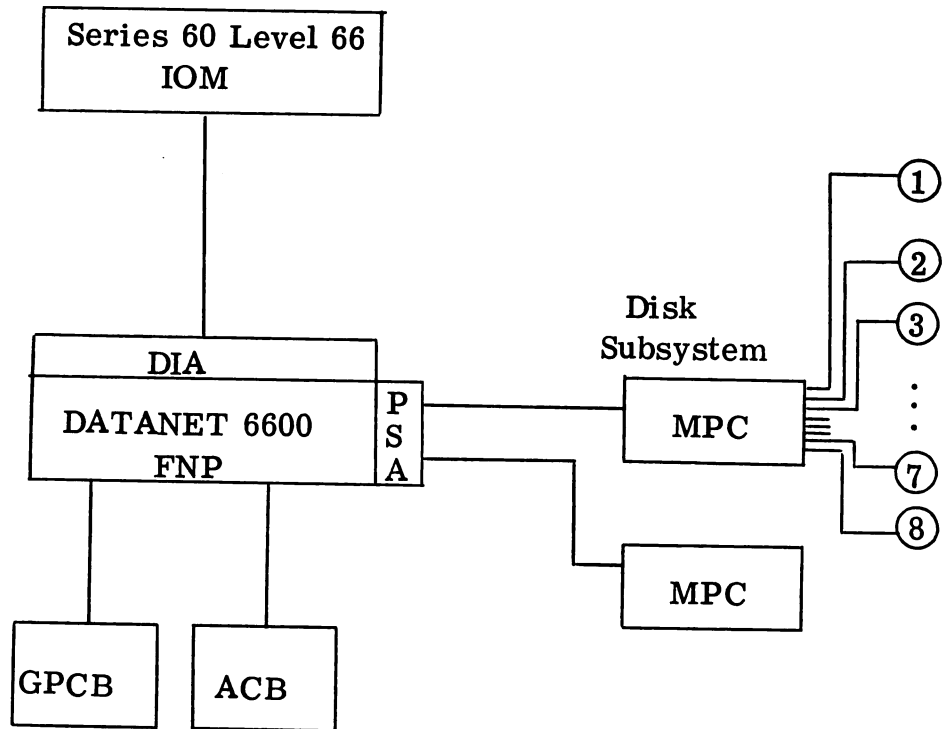 Series 60 Level 66
IOM
DIA
DATANET 6600
FNP
P
S
A
Disk
Subsystem
MPC
1
2
3
7
8
MPC
GPCB
ACB